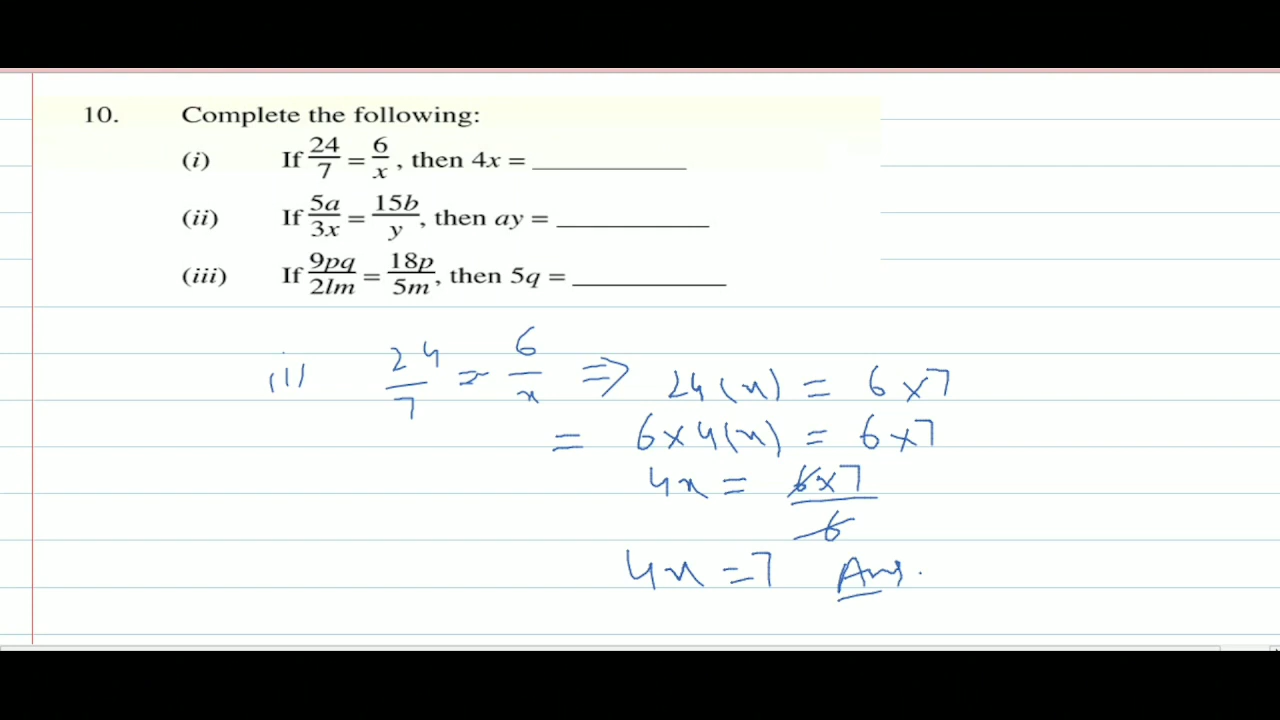 10. Complete the following:
(i) If 24/7 = 6/x, then 4x = ___________
(ii) If 5a/3x = 15b/y, then ay = ___________
(iii) If 9pq/2lm = 18p/5m, then 5q = ___________
(i) 24/7 = 6/x ⇒ 24(x) = 6×7
= 6×4(x) = 6×7
4x = 6×7/6
4x = 7 Ans.